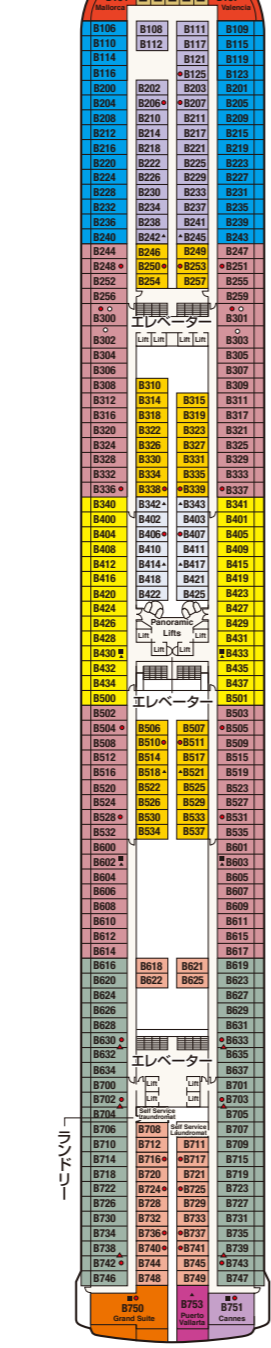 Mallorca Valencia
B106 B108 B111 B109
B110 B112 B117 B115
B114 B121 B119
B116 B125 B123
B200 B202 B203 B201
B204 B206 B207 B205
B208 B210 B211 B209
B212 B214 B217 B215
B216 B218 B221 B219
B220 B222 B225 B223
B224 B226 B229 B227
B228 B230 B233 B231
B232 B234 B237 B235
B236 B238 B241 B239
B240 B242 B245 B243
B244 B246 B249 B247
B248 B250 B253 B251
B252 B254 B257 B255
B256 B259
B300 エレベーター B301
B302 Lift Lift Lift Lift B303
B304 B305
B306 B307
B308 B310 B309
B312 B314 B315 B311
B316 B318 B319 B317
B320 B322 B323 B321
B324 B326 B327 B325
B328 B330 B331 B329
B332 B334 B335 B333
B336 B338 B339 B337
B340 B342 B343 B341
B400 B402 B403 B401
B404 B406 B407 B405
B408 B410 B411 B409
B412 B414 B417 B415
B416 B418 B421 B419
B420 B422 B425 B423
B424 B427
B426 Panoramic B429
B428 Lift Lifts Lift B431
B430 Lift Lift B433
B432 B435
B434 B437
B500 エレベーター B501
B502 B503
B504 B506 B507 B505
B508 B510 B511 B509
B512 B514 B517 B515
B516 B518 B521 B519
B520 B522 B525 B523
B524 B526 B529 B527
B528 B530 B533 B531
B532 B534 B537 B535
B600 B601
B602 B603
B604 B605
B606 B607
B608 B609
B610 B611
B612 B615
B614 B617
B616 B618 B621 B619
B620 B622 B625 B623
B624 B627
B626 B629
B628 B631
B630 B633
B632 エレベーター B635
B634 B637
B700 Lift Lift B701
B702 Lift Lift B703
B704 Self Service Laundromat B705
B706 B708 Self Service Laundromat B707
ランドリー
B710 B712 B711 B709
B714 B716 B717 B715
B718 B720 B721 B719
B722 B724 B725 B723
B726 B728 B729 B727
B730 B732 B733 B731
B734 B736 B737 B735
B738 B740 B741 B739
B742 B744 B745 B743
B746 B748 B749 B747
B750 B753 B751
Grand Suite Puerto Vallarta Cannes